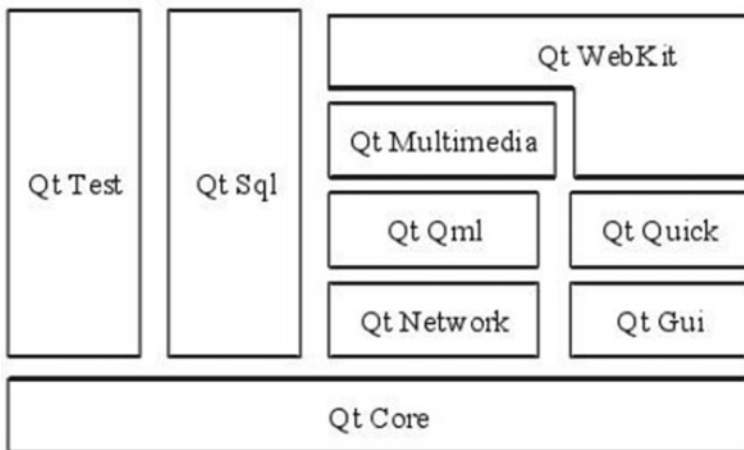 Qt WebKit
Qt Multimedia
Qt Test
Qt Sql
Qt Qml
Qt Quick
Qt Network
Qt Gui
Qt Core